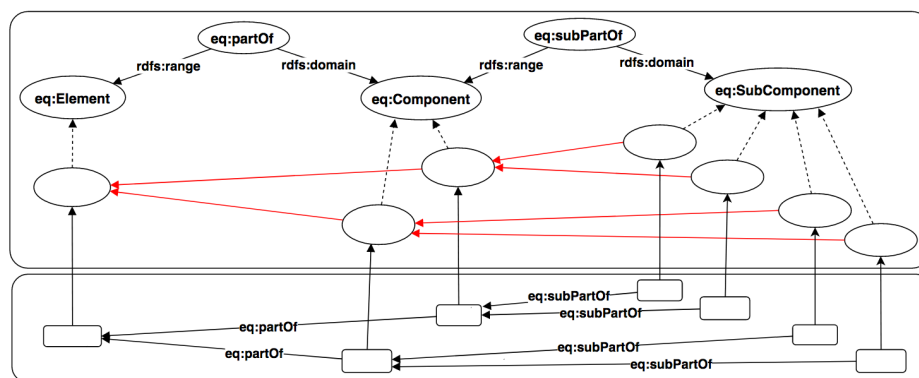 eq:partOf
eq:subPartOf
rdfs:range
rdfs:domain
rdfs:range
rdfs:domain
eq:Element
eq:Component
eq:SubComponent
eq:subPartOf
eq:subPartOf
eq:partOf
eq:partOf
eq:subPartOf
eq:subPartOf